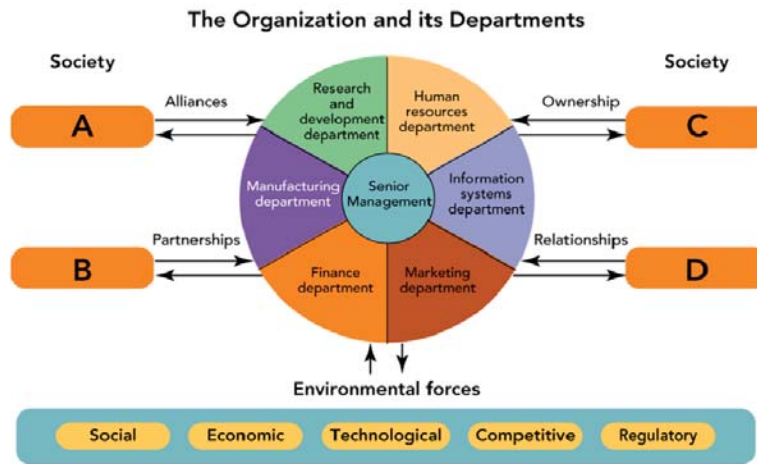 The Organization and its Departments
Society
Society
A
Alliances
Research
and
development
department
Human
resources
department
Ownership
C
Manufacturing
department
Senior
Management
Information
systems
department
B
Partnerships
Finance
department
Marketing
department
Relationships
D
Environmental forces
Social
Economic
Technological
Competitive
Regulatory